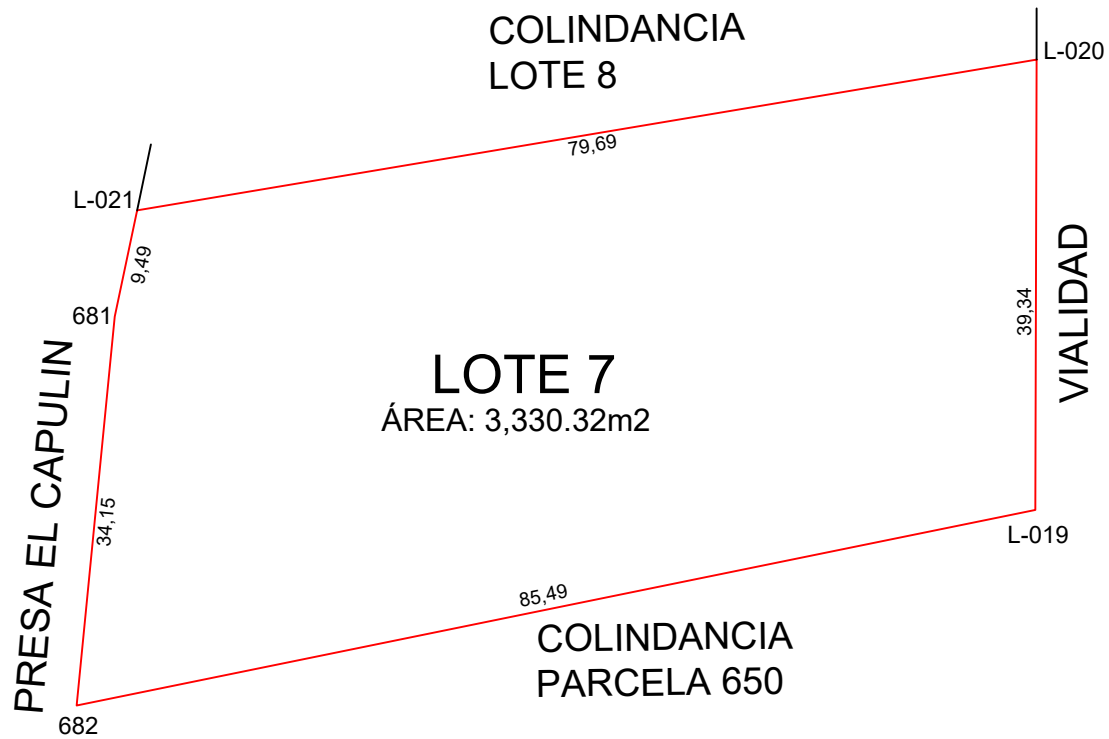 COLINDANCIA
LOTE 8
L-020
79,69
L-021
9,49
681
VIALIDAD
39,34
LOTE 7
ÁREA: 3,330.32m2
PRESA EL CAPULIN
34,15
L-019
85,49
COLINDANCIA
PARCELA 650
682